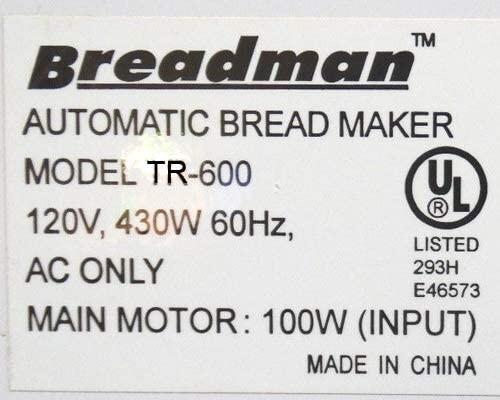 Breadman™
AUTOMATIC BREAD MAKER
MODEL TR-600
120V, 430W 60Hz,
AC ONLY
MAIN MOTOR: 100W (INPUT)
MADE IN CHINA
UL ®
LISTED
293H
E46573